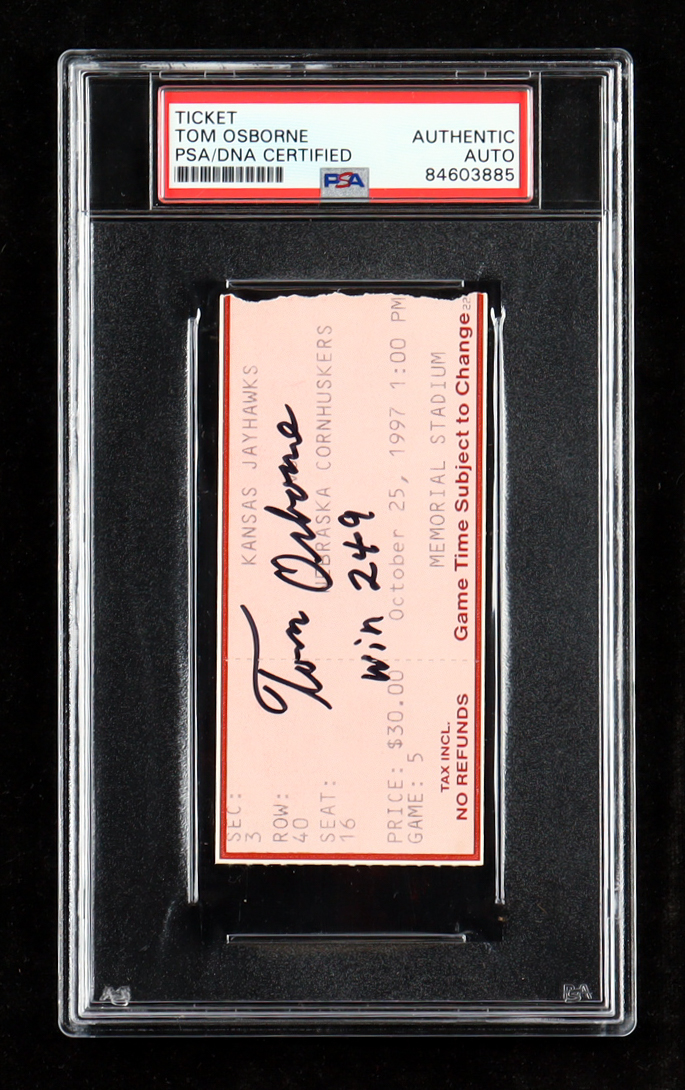 TICKET
TOM OSBORNE
PSA/DNA CERTIFIED
AUTHENTIC
AUTO
84603885
PSA
KANSAS JAYHAWKS
NEBRASKA CORNHUSKERS
Tom Osborne
Win 249
October 25, 1997 1:00 PM
MEMORIAL STADIUM
Game Time Subject to Change
SEC:
3
ROW:
40
SEAT:
16
PRICE: $30.00
GAME: 5
TAX INCL.
NO REFUNDS